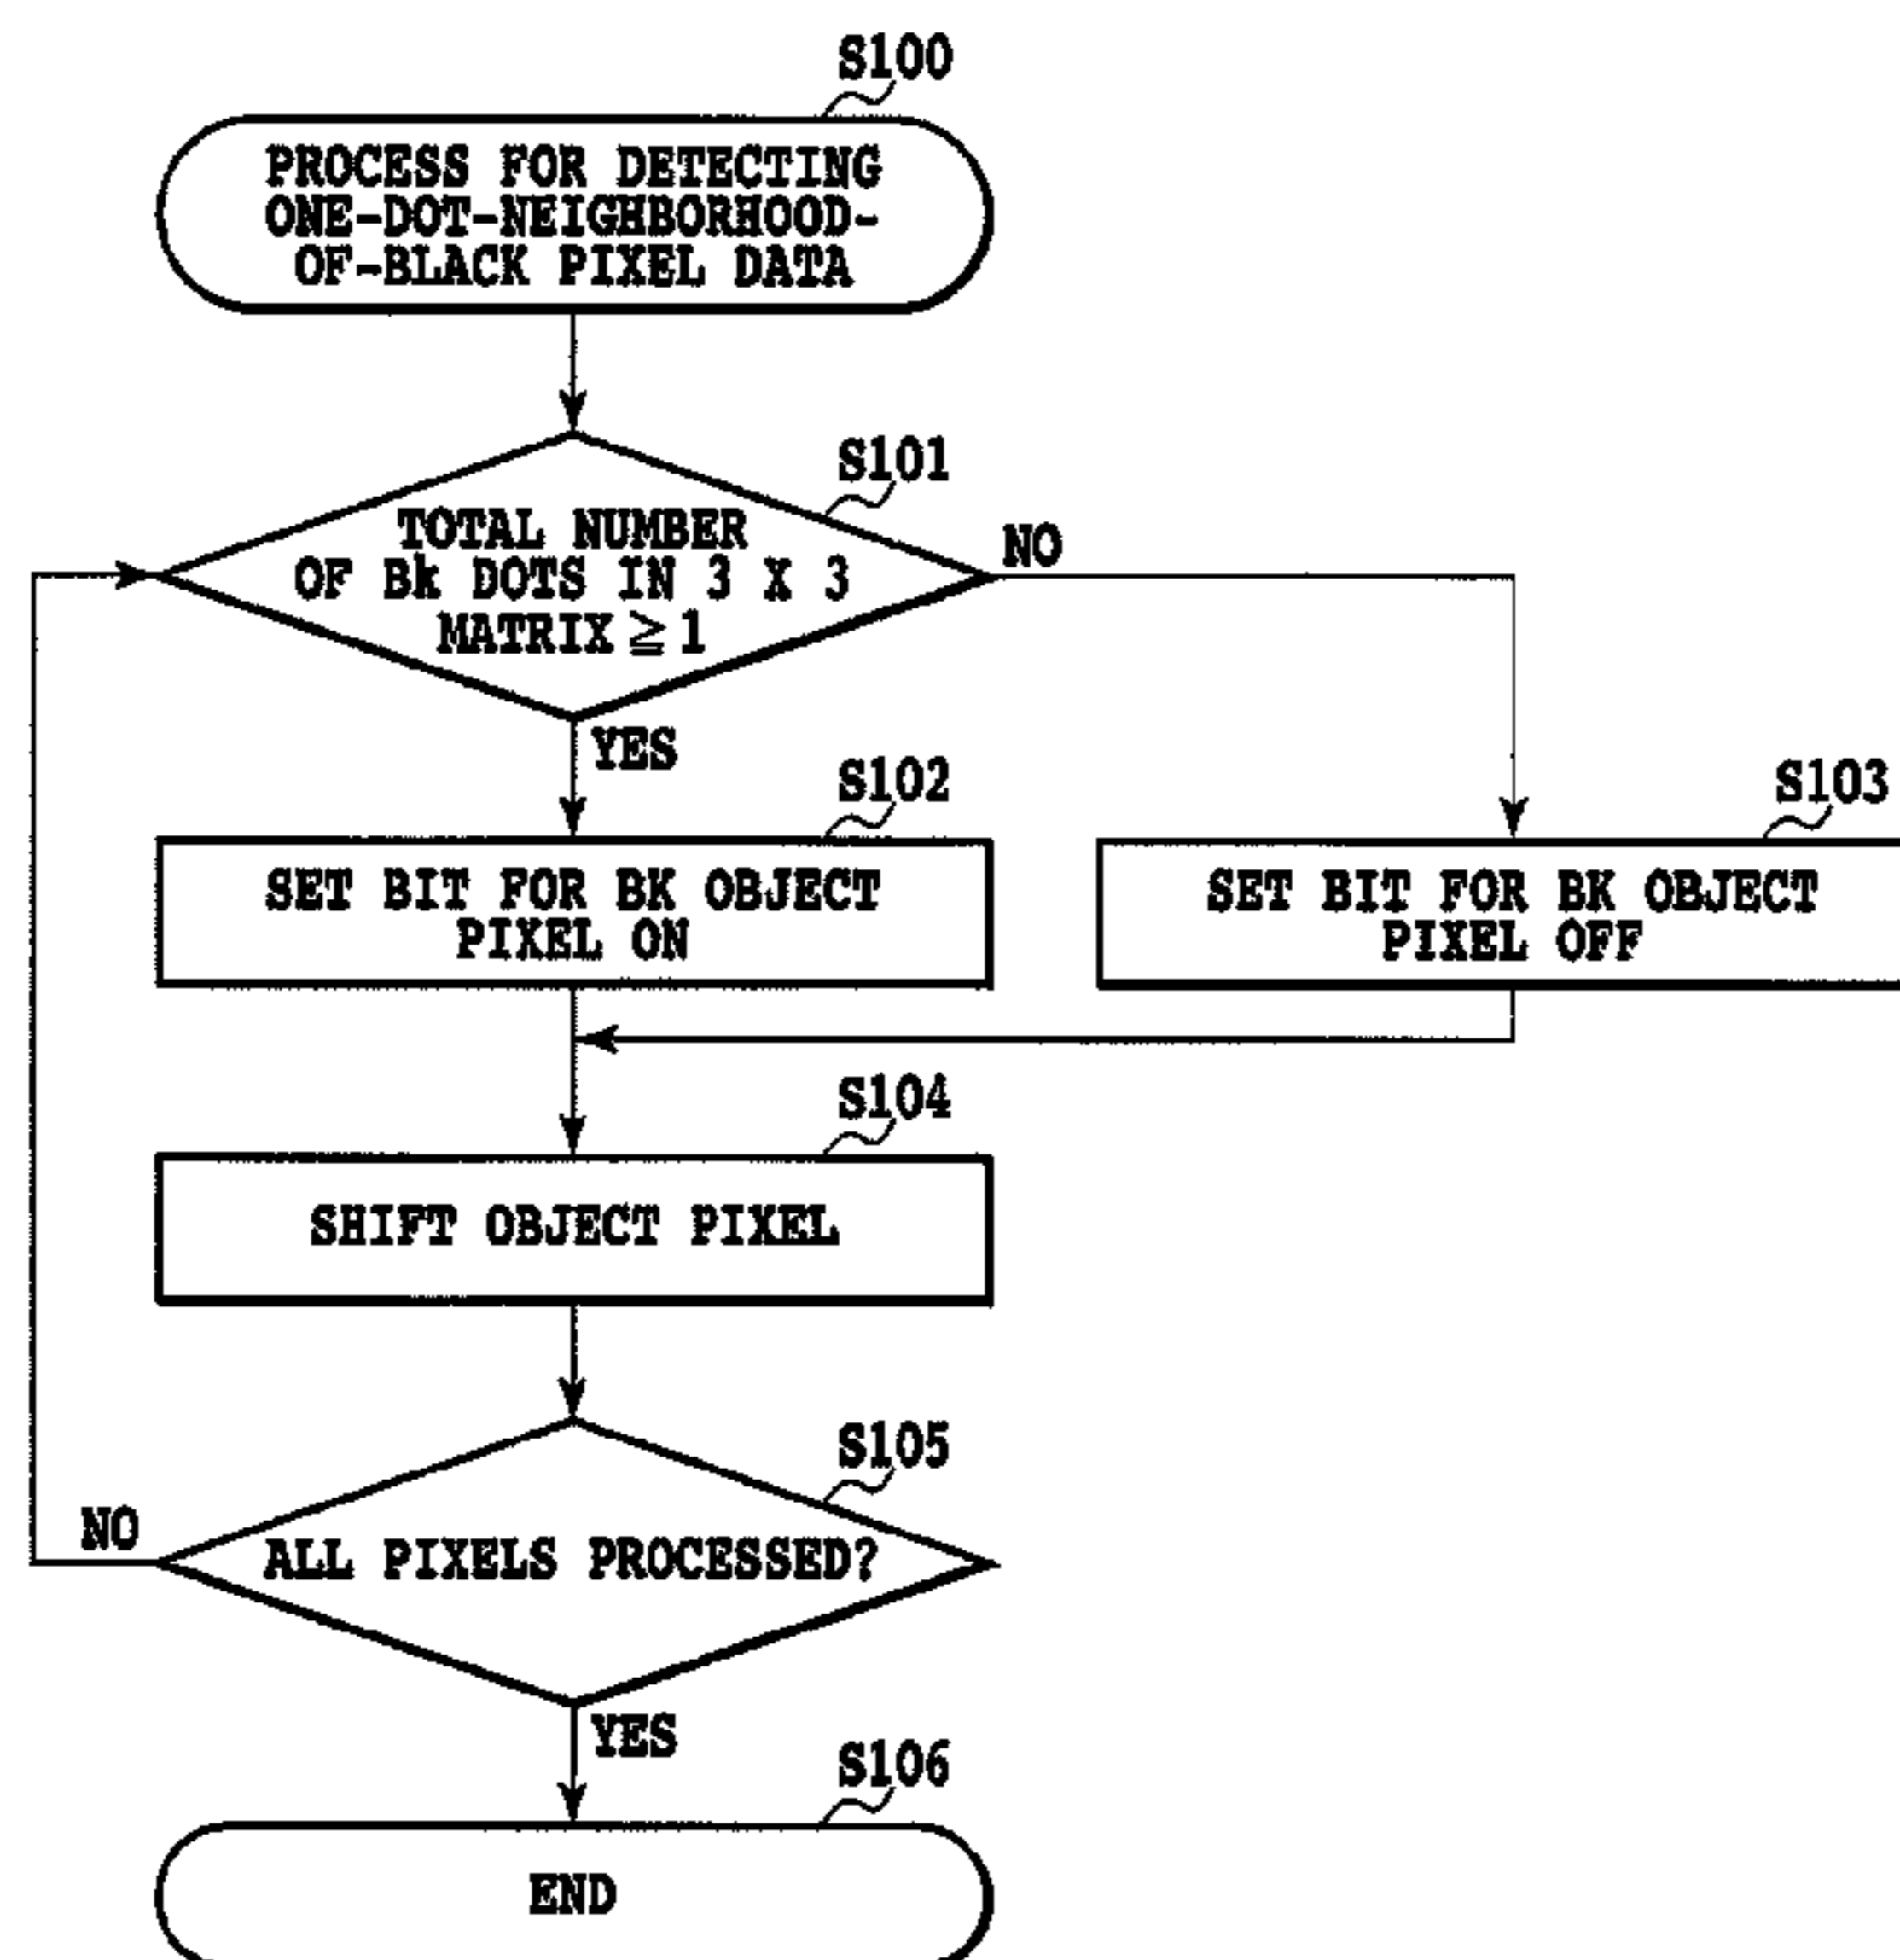 S100
PROCESS FOR DETECTING
ONE-DOT-NEIGHBORHOOD-
OF-BLACK PIXEL DATA
S101
TOTAL NUMBER
OF Bk DOTS IN 3 X 3
MATRIX ≧ 1
NO
YES
S102
SET BIT FOR BK OBJECT
PIXEL ON
S103
SET BIT FOR BK OBJECT
PIXEL OFF
S104
SHIFT OBJECT PIXEL
S105
ALL PIXELS PROCESSED?
NO
YES
S106
END